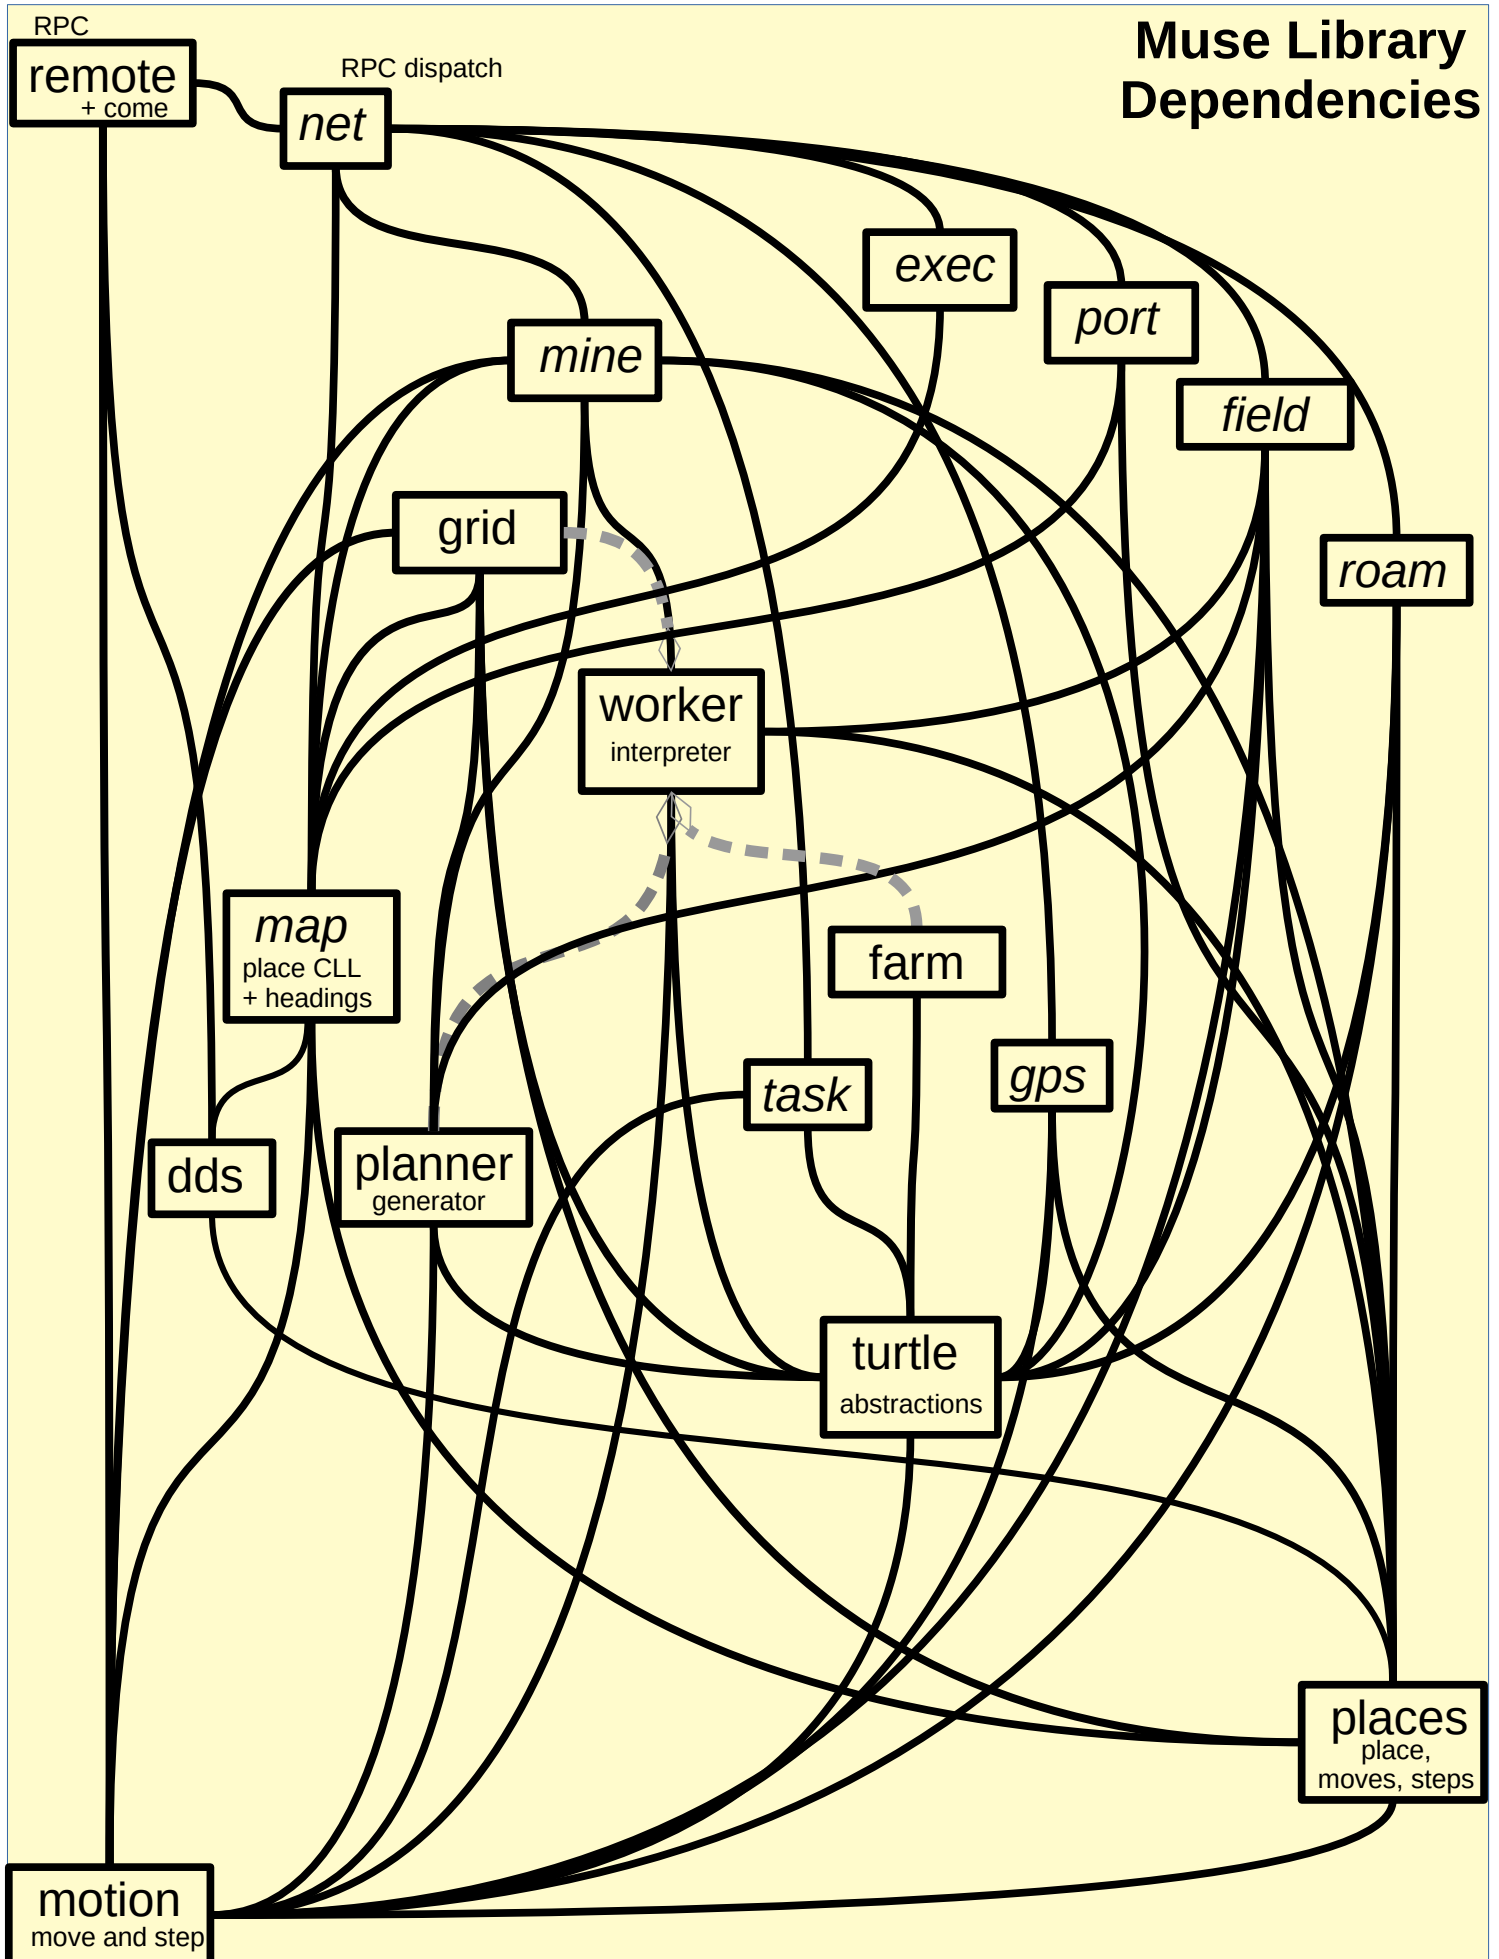 RPC
Muse Library
Dependencies
remote
+ come
RPC dispatch
net
exec
port
mine
field
grid
roam
worker
interpreter
map
place CLL
+ headings
farm
task
gps
planner
generator
dds
turtle
abstractions
places
place,
moves, steps
motion
move and step